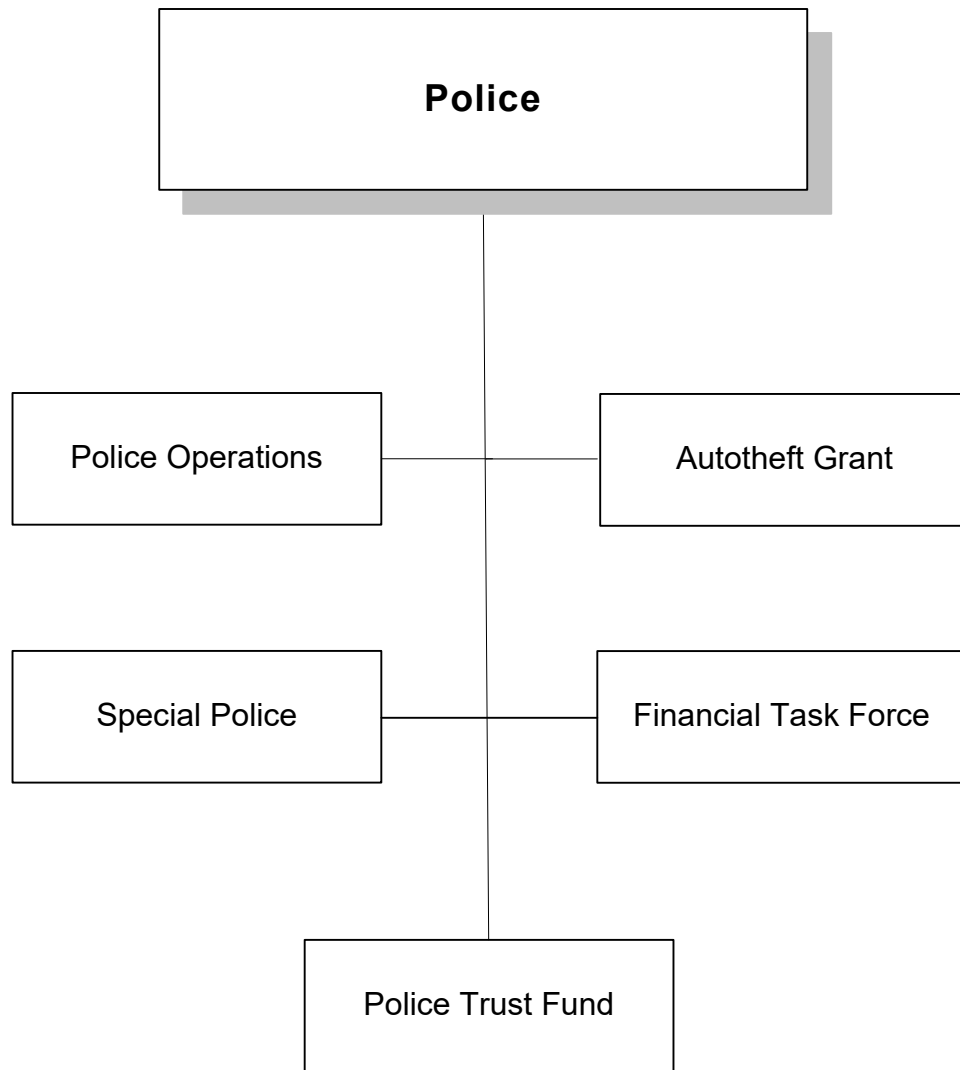 Police
Police Operations
Autotheft Grant
Special Police
Financial Task Force
Police Trust Fund